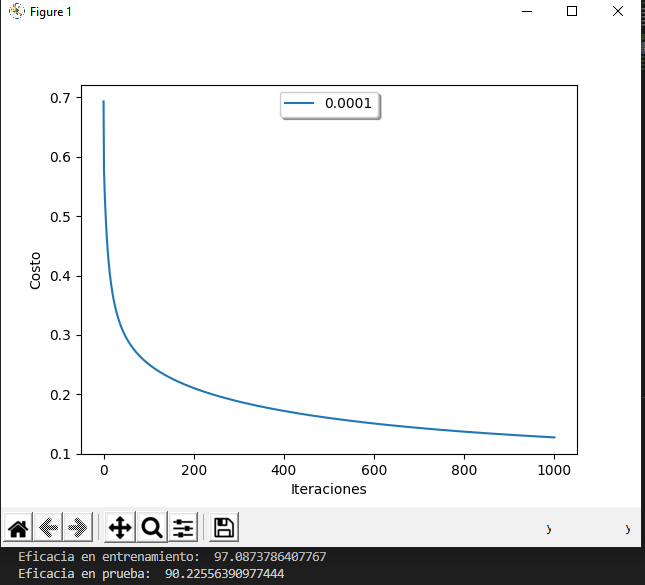 Figure 1
0.0001
0.7
0.6
0.5
0.4
0.3
0.2
0.1
Costo
0 200 400 600 800 1000
Iteraciones
y y
Eficacia en entrenamiento: 97.0873786407767
Eficacia en prueba: 90.22556390977444